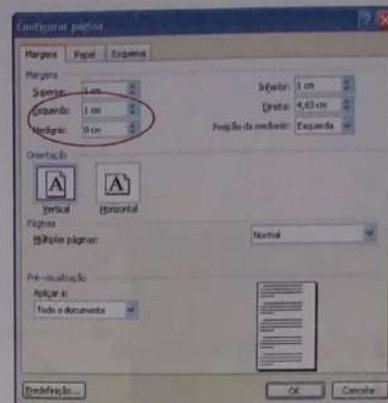 Configurar página
Margens Papel Esquema
Margens
Superior: 1 cm Inferior: 1 cm
Esquerda: 1 cm Direita: 4,63 cm
Medianiz: 0 cm Posição da medianiz: Esquerda
Orientação
A A
Vertical Horizontal
Páginas
Múltiplas páginas: Normal
Pré-visualização
Aplicar a:
Todo o documento
Predefinição... OK Cancelar